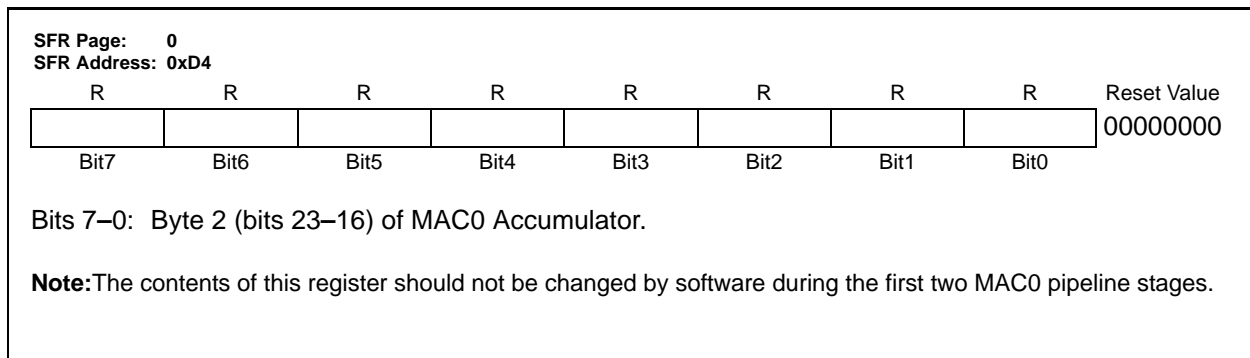 SFR Page: 0
SFR Address: 0xD4
R R R R R R R R Reset Value
00000000
Bit7 Bit6 Bit5 Bit4 Bit3 Bit2 Bit1 Bit0
Bits 7–0: Byte 2 (bits 23–16) of MAC0 Accumulator.
Note:The contents of this register should not be changed by software during the first two MAC0 pipeline stages.